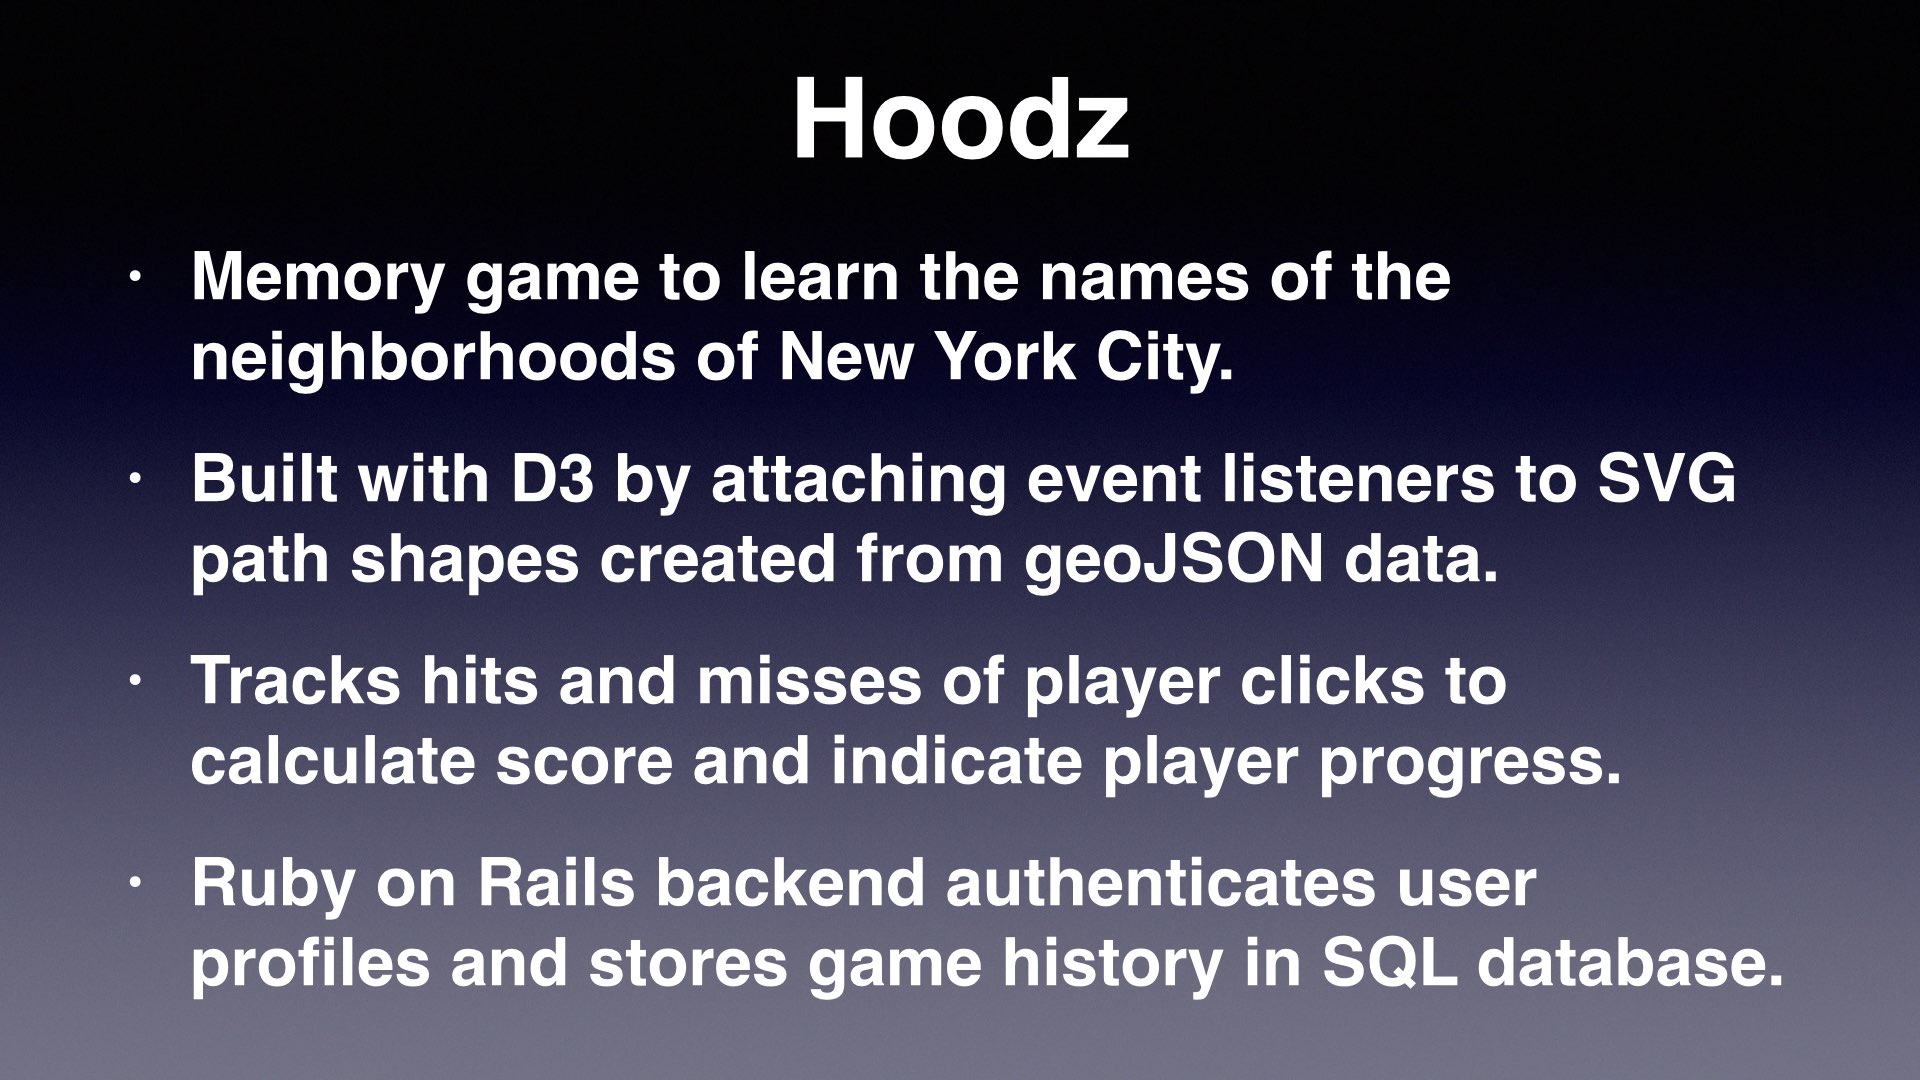 Hoodz
• Memory game to learn the names of the
neighborhoods of New York City.
• Built with D3 by attaching event listeners to SVG
path shapes created from geoJSON data.
• Tracks hits and misses of player clicks to
calculate score and indicate player progress.
• Ruby on Rails backend authenticates user
profiles and stores game history in SQL database.